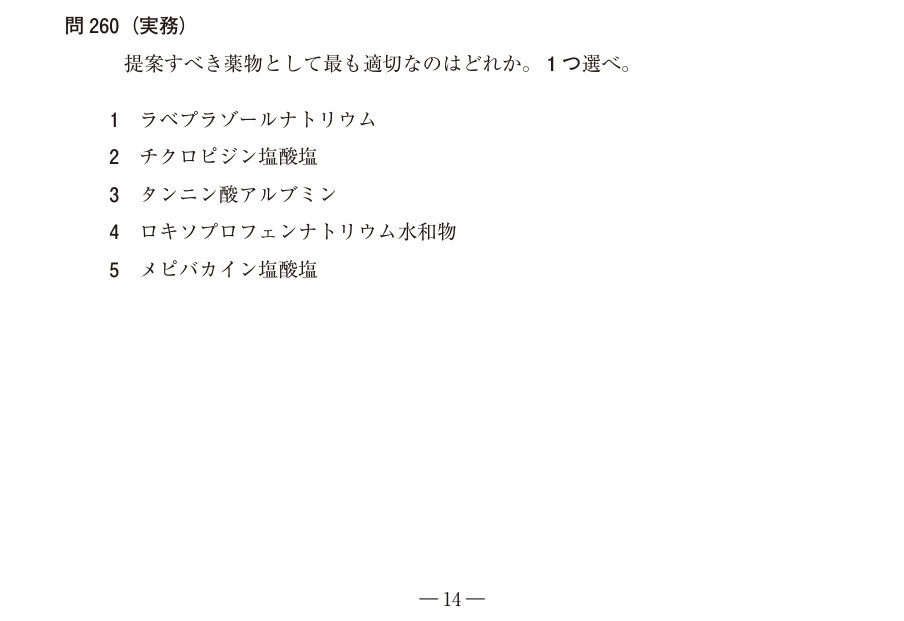 問 260（実務）
提案すべき薬物として最も適切なのはどれか。1 つ選べ。
1 ラベプラゾールナトリウム
2 チクロピジン塩酸塩
3 タンニン酸アルブミン
4 ロキソプロフェンナトリウム水和物
5 メピバカイン塩酸塩
— 14 —